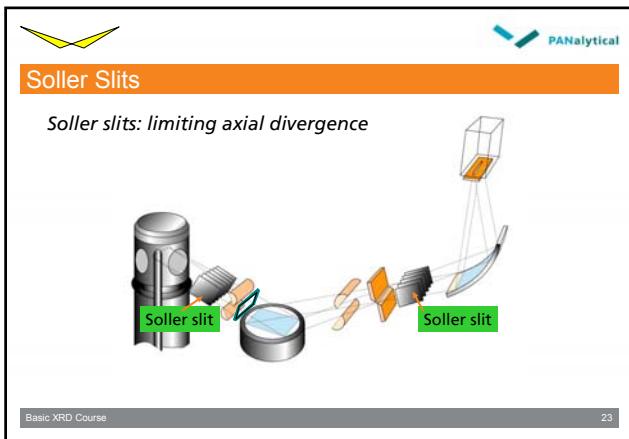 PANalytical
Soller Slits
Soller slits: limiting axial divergence
Soller slit
Soller slit
Basic XRD Course
23